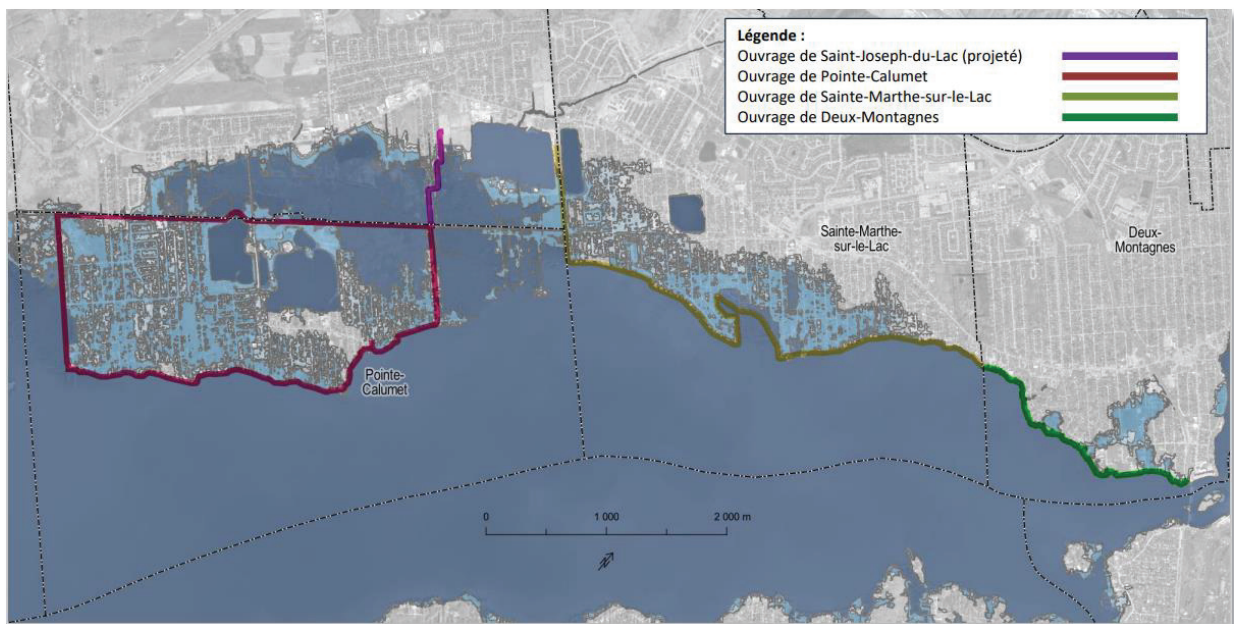 Légende :
Ouvrage de Saint-Joseph-du-Lac (projeté)
Ouvrage de Pointe-Calumet
Ouvrage de Sainte-Marthe-sur-le-Lac
Ouvrage de Deux-Montagnes
Sainte-Marthe-
sur-le-Lac
Deux-
Montagnes
Pointe-
Calumet
0 1 000 2 000 m